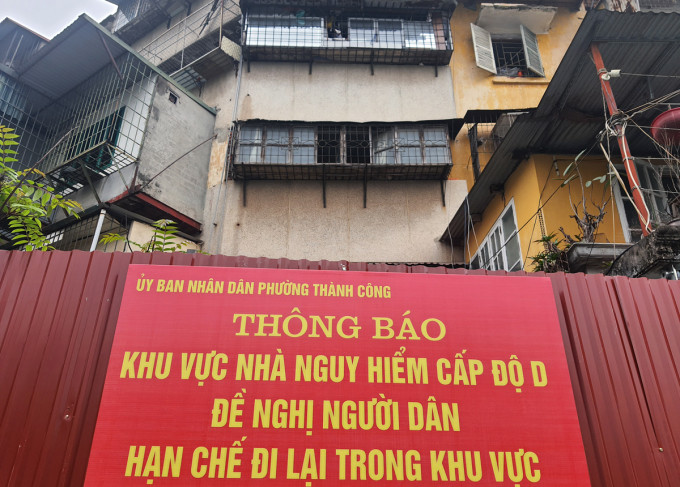 ỦY BAN NHÂN DÂN PHƯỜNG THÀNH CÔNG
THÔNG BÁO
KHU VỰC NHÀ NGUY HIỂM CẤP ĐỘ D
ĐỀ NGHỊ NGƯỜI DÂN
HẠN CHẾ ĐI LẠI TRONG KHU VỰC